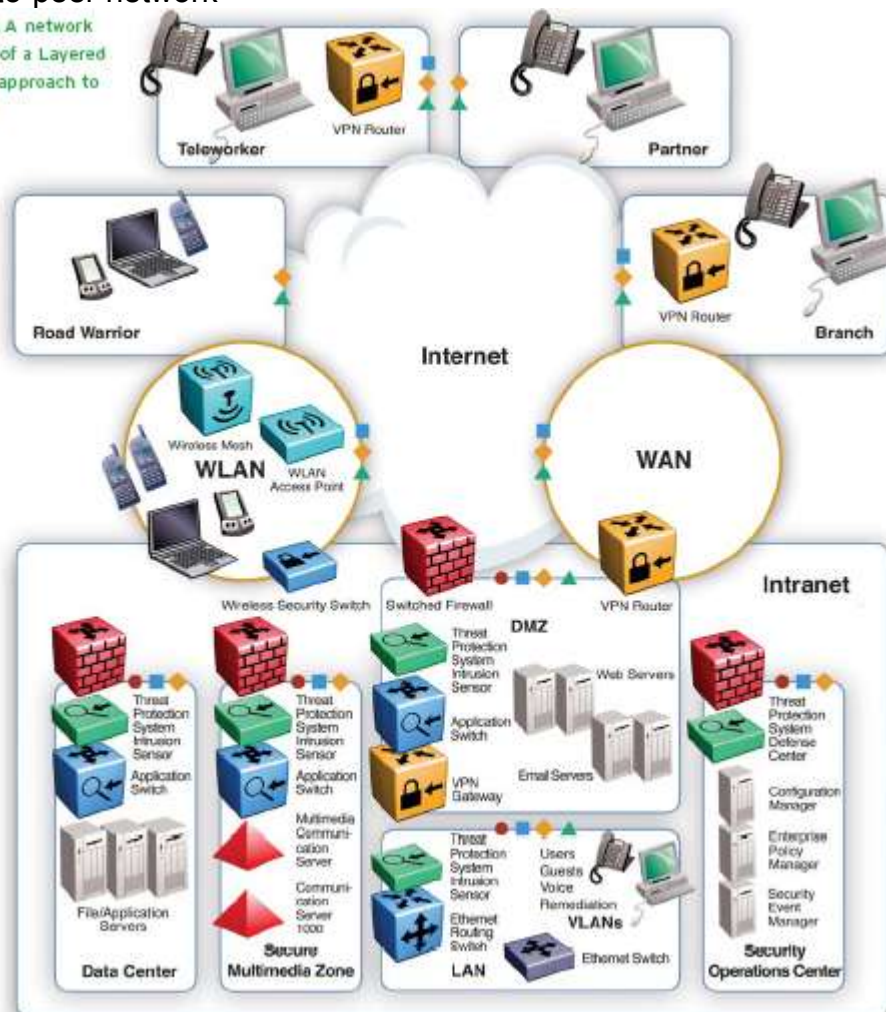 to peer network
A network
of a Layered
approach to
VPN Router
Teleworker
Partner
Road Warrior
VPN Router
Branch
Internet
Wireless Mesh
WLAN
WLAN
Access Point
WAN
Intranet
Wireless Security Switch
Switched Firewall
VPN Router
DMZ
Threat
Protection
System
Intrusion
Sensor
Application
Switch
File/Application
Servers
Data Center
Threat
Protection
System
Intrusion
Sensor
Application
Switch
Multimedia
Communi-
cation
Server
Communi-
cation
Server
1000
Secure
Multimedia Zone
Threat
Protection
System
Intrusion
Sensor
Web Servers
Application
Switch
Email Servers
VPN
Gateway
Threat
Protection
System
Intrusion
Sensor
Users
Guests
Voice
Remediation
VLANs
Ethernet
Routing
Switch
LAN
Ethernet Switch
Threat
Protection
System
Defense
Center
Configuration
Manager
Enterprise
Policy
Manager
Security
Event
Manager
Security
Operations Center